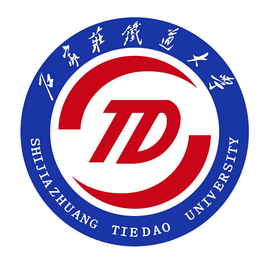 石家莊鐵道大學
TD
SHIJIAZHUANG TIEDAO UNIVERSITY